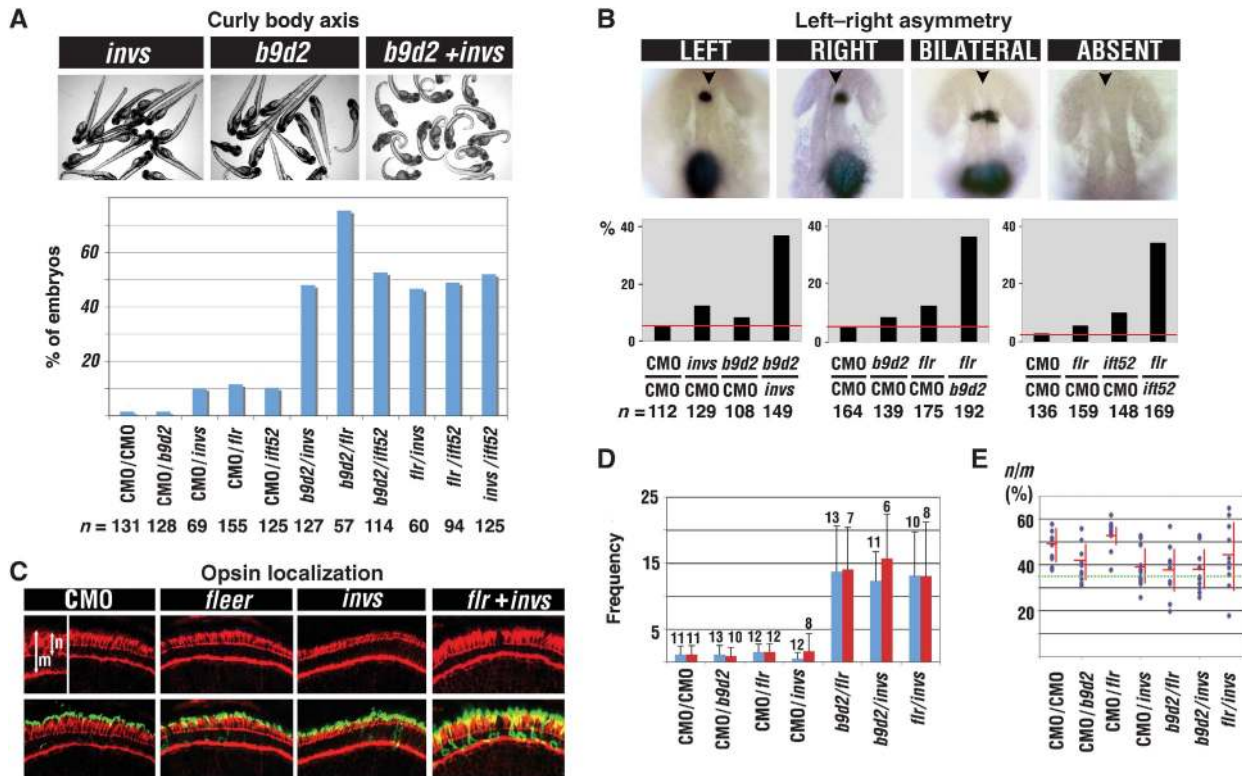 A
Curly body axis
invs
b9d2
b9d2 +invs
% of embryos
60
40
20
CMO/CMO
CMO/b9d2
CMO/invs
CMO/flr
CMO/ift52
b9d2/invs
b9d2/flr
b9d2/ift52
flr/invs
flr/ift52
invs/ift52
n = 131 128 69 155 125 127 57 114 60 94 125
B
Left–right asymmetry
LEFT
RIGHT
BILATERAL
ABSENT
%
40
20
0
CMO invs b9d2 b9d2
CMO CMO CMO invs
n = 112 129 108 149
40
20
0
CMO b9d2 flr flr
CMO CMO CMO b9d2
164 139 175 192
40
20
0
CMO flr ift52 flr
CMO CMO CMO ift52
136 159 148 169
C
Opsin localization
CMO
fleer
invs
flr + invs
n
m
D
Frequency
25
20
15
10
5
11 11
13 10
12 12
12 8
13 7
11 6
10 8
CMO/CMO
CMO/b9d2
CMO/flr
CMO/invs
b9d2/flr
b9d2/invs
flr/invs
E
n/m
(%)
60
40
20
CMO/CMO
CMO/b9d2
CMO/flr
CMO/invs
b9d2/flr
b9d2/invs
flr/invs